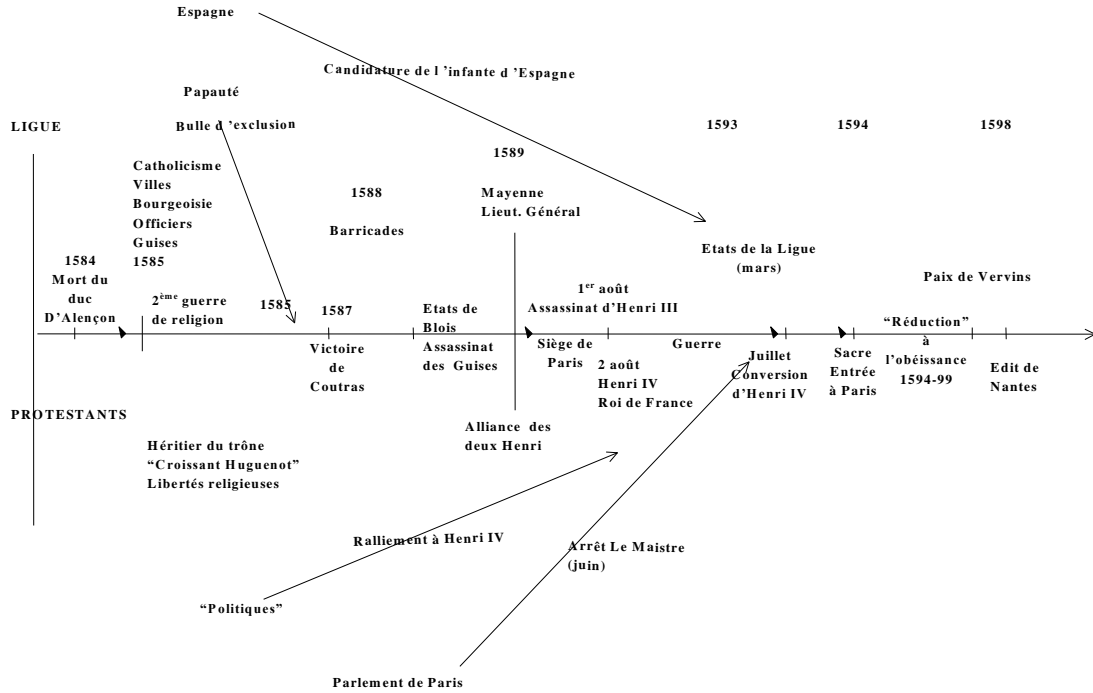 Espagne
Candidature de l ’infante d ’Espagne
Papauté
LIGUE
Bulle d ’exclusion
1593
1594
1598
1589
Catholicisme
Villes
Bourgeoisie
Officiers
Guises
1585
1588
Barricades
Mayenne
Lieut. Général
Etats de la Ligue
(mars)
1584
Mort du
duc
D’Alençon
2ème guerre
de religion
1585
1587
Etats de
Blois
Assassinat
des Guises
1er août
Assassinat d’Henri III
Paix de Vervins
Victoire
de
Coutras
Siège de
Paris
2 août
Henri IV
Roi de France
Guerre
Juillet
Conversion
d’Henri IV
Sacre
Entrée
à Paris
“Réduction”
à
l’obéissance
1594-99
Edit de
Nantes
PROTESTANTS
Héritier du trône
“Croissant Huguenot”
Libertés religieuses
Alliance des
deux Henri
Ralliement à Henri IV
Arrêt Le Maistre
(juin)
“Politiques”
Parlement de Paris